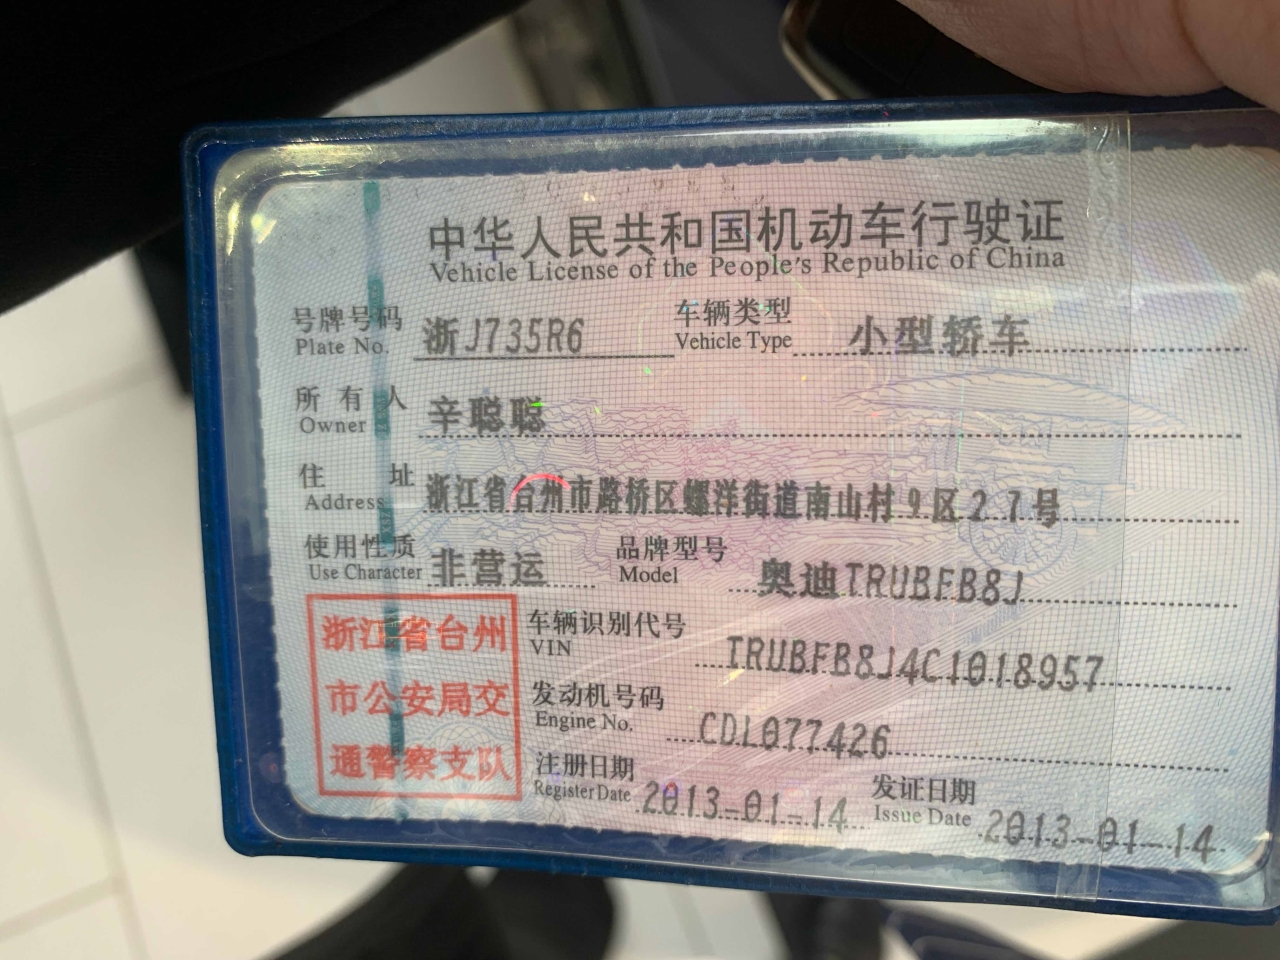 中华人民共和国机动车行驶证
Vehicle License of the People's Republic of China
号牌号码 浙J735R6 车辆类型 小型轿车
Plate No. Vehicle Type
所有人 辛聪聪
Owner
住址 浙江省台州市路桥区螺洋街道南山村9区27号
Address
使用性质 非营运 品牌型号 奥迪TRUBFB8J
Use Character Model
浙江省台州
市公安局交
通警察支队
车辆识别代号 TRUBFB8J4C1018957
VIN
发动机号码 CDL077426
Engine No.
注册日期 2013-01-14 发证日期 2013-01-14
Register Date Issue Date